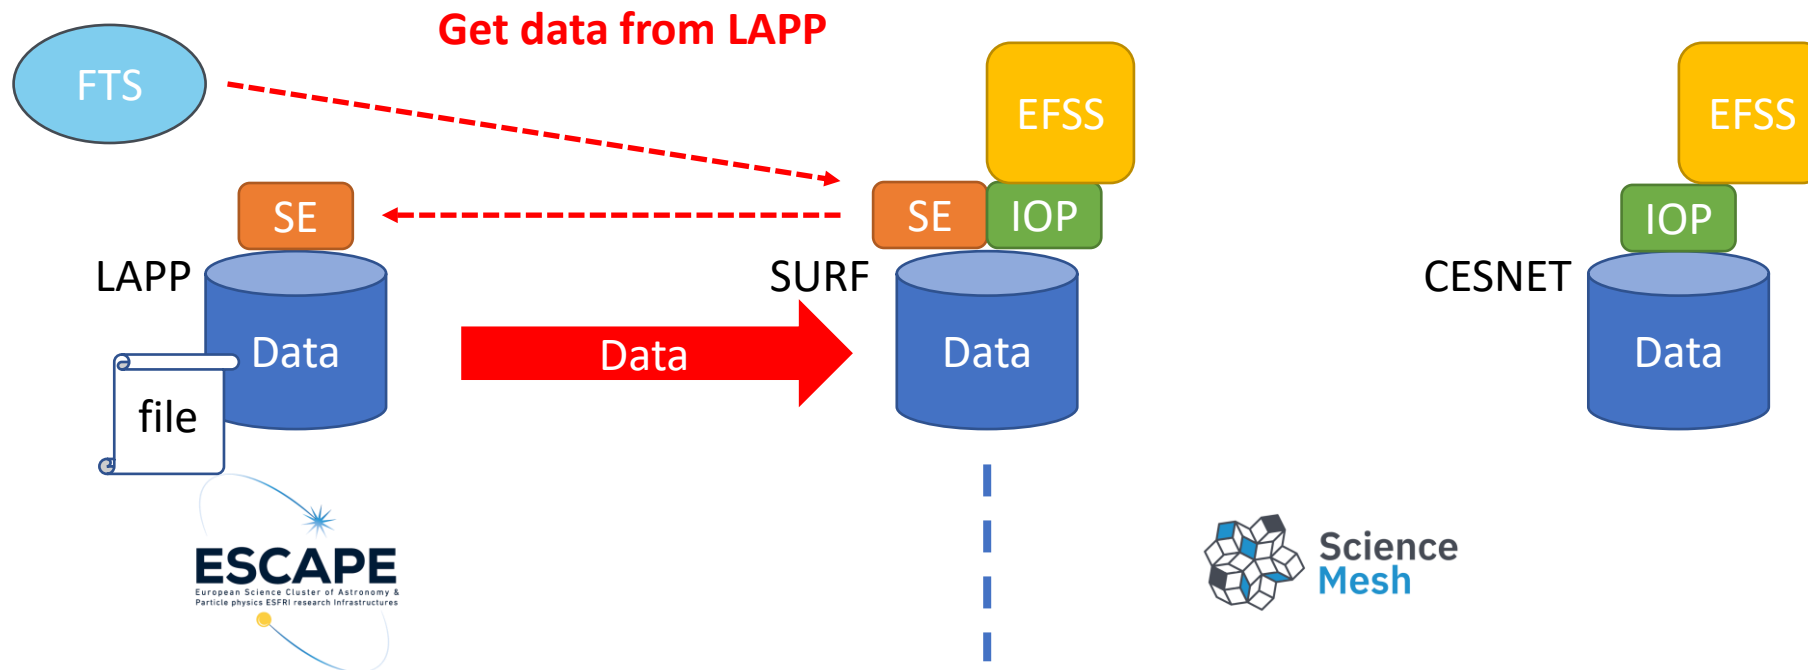 Get data from LAPP
FTS
EFSS
EFSS
SE
SE
IOP
IOP
LAPP
SURF
CESNET
Data
Data
Data
Data
file
ESCAPE
European Science Cluster of Astronomy &
Particle physics ESFRI research Infrastructures
Science
Mesh